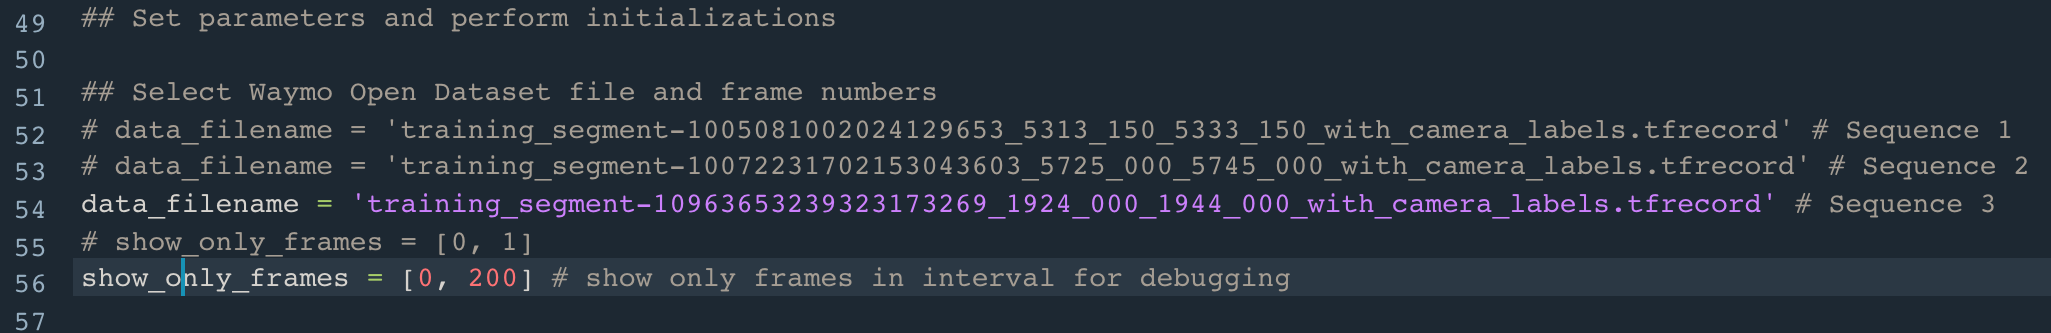 49 ## Set parameters and perform initializations
50
51 ## Select Waymo Open Dataset file and frame numbers
52 # data_filename = 'training_segment-1005081002024129653_5313_150_5333_150_with_camera_labels.tfrecord' # Sequence 1
53 # data_filename = 'training_segment-10072231702153043603_5725_000_5745_000_with_camera_labels.tfrecord' # Sequence 2
54 data_filename = 'training_segment-10963653239323173269_1924_000_1944_000_with_camera_labels.tfrecord' # Sequence 3
55 # show_only_frames = [0, 1]
56 show_only_frames = [0, 200] # show only frames in interval for debugging
57